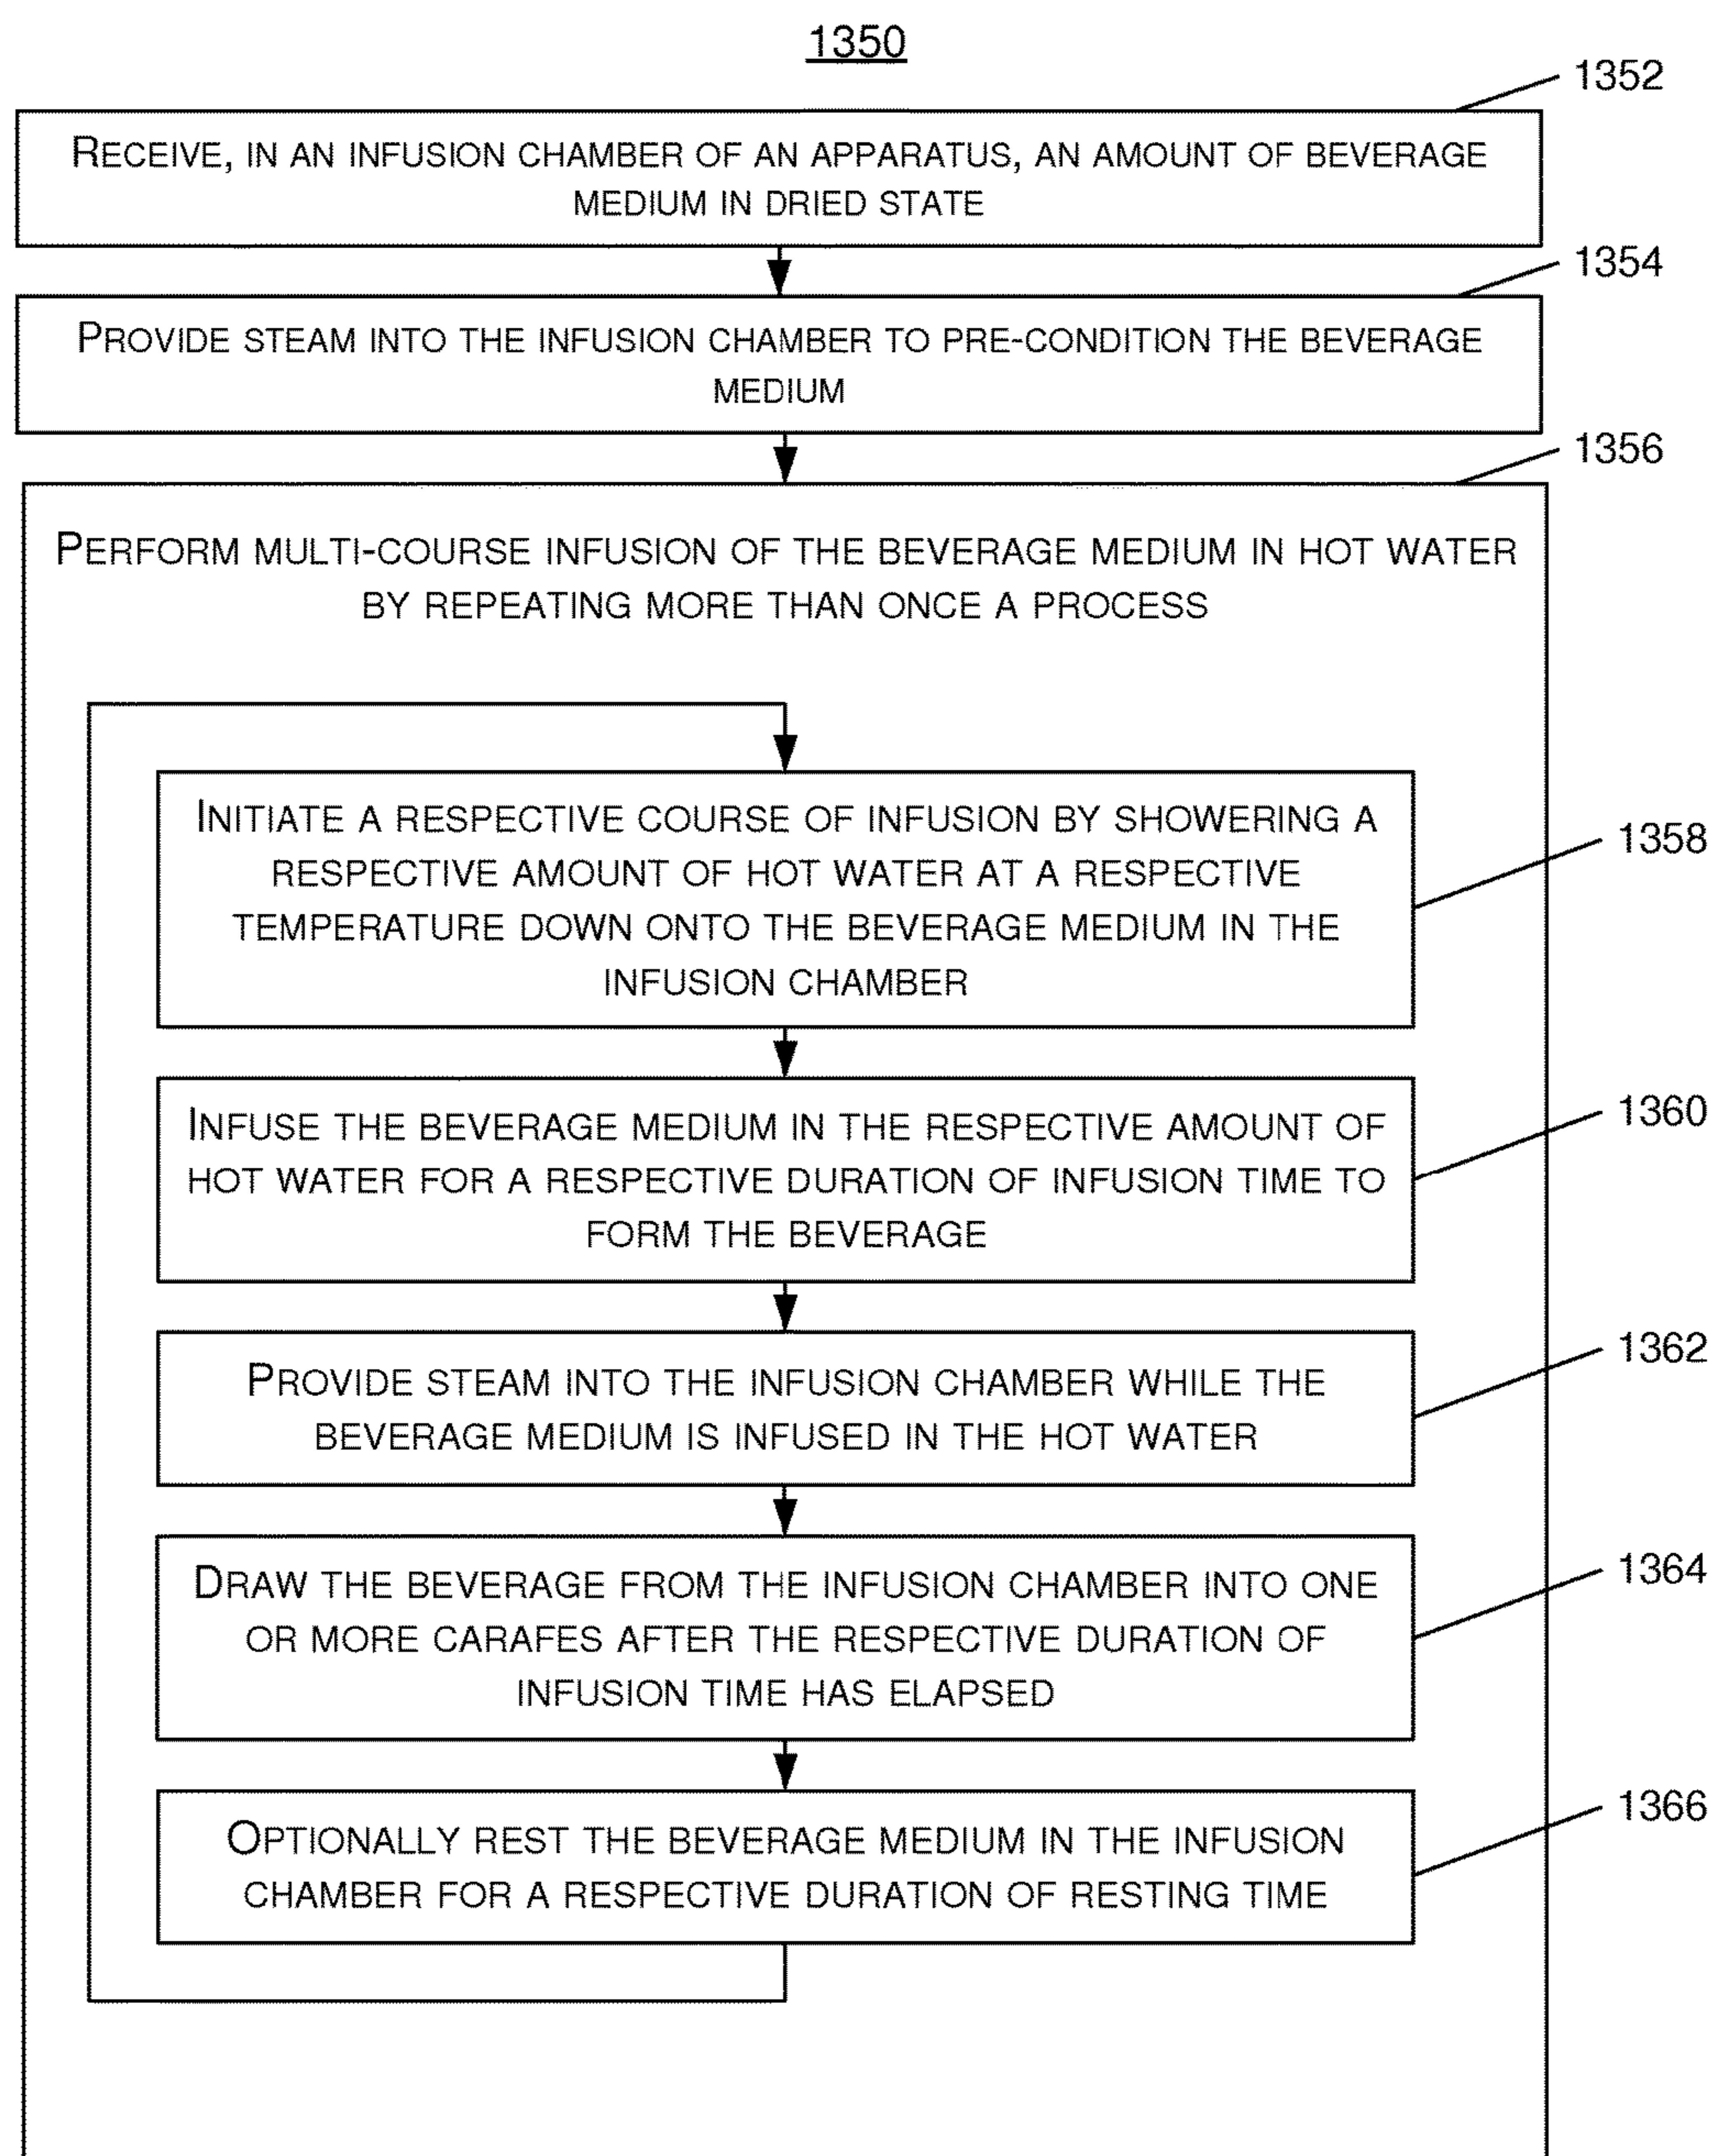 1350
1352
RECEIVE, IN AN INFUSION CHAMBER OF AN APPARATUS, AN AMOUNT OF BEVERAGE
MEDIUM IN DRIED STATE
1354
PROVIDE STEAM INTO THE INFUSION CHAMBER TO PRE-CONDITION THE BEVERAGE
MEDIUM
1356
PERFORM MULTI-COURSE INFUSION OF THE BEVERAGE MEDIUM IN HOT WATER
BY REPEATING MORE THAN ONCE A PROCESS
INITIATE A RESPECTIVE COURSE OF INFUSION BY SHOWERING A
RESPECTIVE AMOUNT OF HOT WATER AT A RESPECTIVE
TEMPERATURE DOWN ONTO THE BEVERAGE MEDIUM IN THE
INFUSION CHAMBER
1358
INFUSE THE BEVERAGE MEDIUM IN THE RESPECTIVE AMOUNT OF
HOT WATER FOR A RESPECTIVE DURATION OF INFUSION TIME TO
FORM THE BEVERAGE
1360
PROVIDE STEAM INTO THE INFUSION CHAMBER WHILE THE
BEVERAGE MEDIUM IS INFUSED IN THE HOT WATER
1362
DRAW THE BEVERAGE FROM THE INFUSION CHAMBER INTO ONE
OR MORE CARAFES AFTER THE RESPECTIVE DURATION OF
INFUSION TIME HAS ELAPSED
1364
OPTIONALLY REST THE BEVERAGE MEDIUM IN THE INFUSION
CHAMBER FOR A RESPECTIVE DURATION OF RESTING TIME
1366